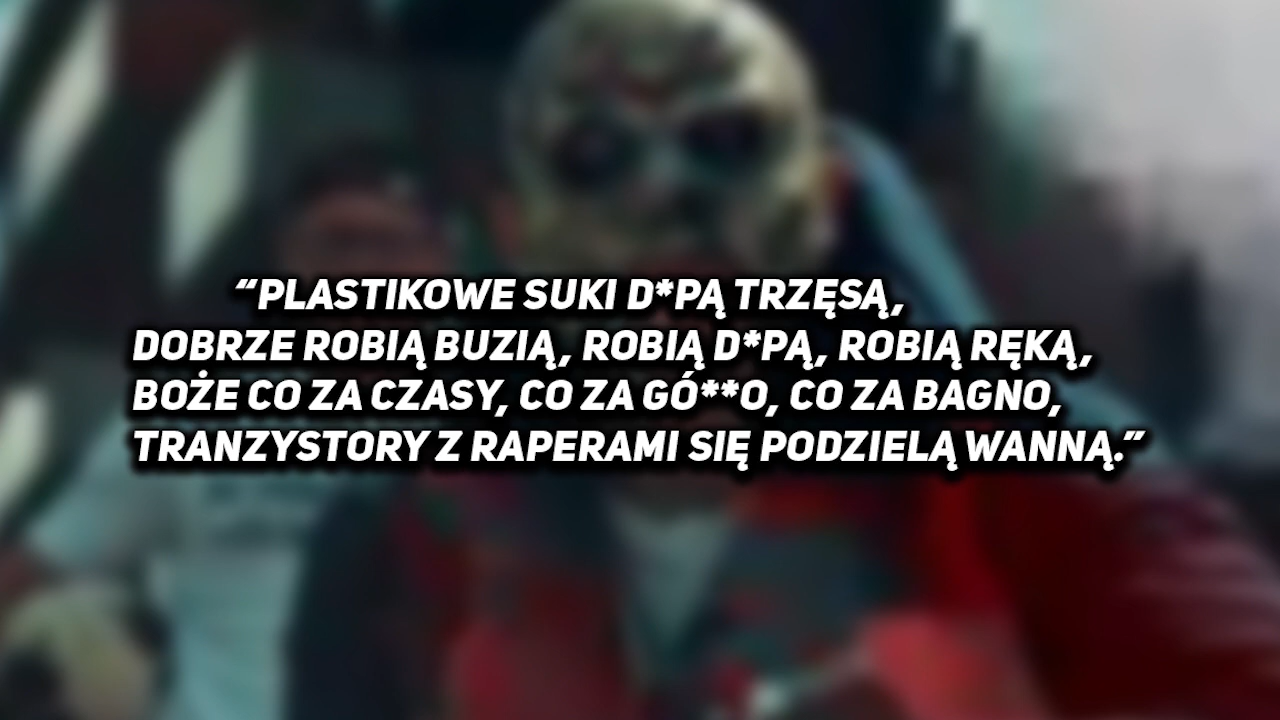 “PLASTIKOWE SUKI D*PĄ TRZĘSĄ,
DOBRZE ROBIĄ BUZIĄ, ROBIĄ D*PĄ, ROBIĄ RĘKĄ,
BOŻE CO ZA CZASY, CO ZA GÓ**O, CO ZA BAGNO,
TRANZYSTORY Z RAPERAMI SIĘ PODZIELĄ WANNĄ.”